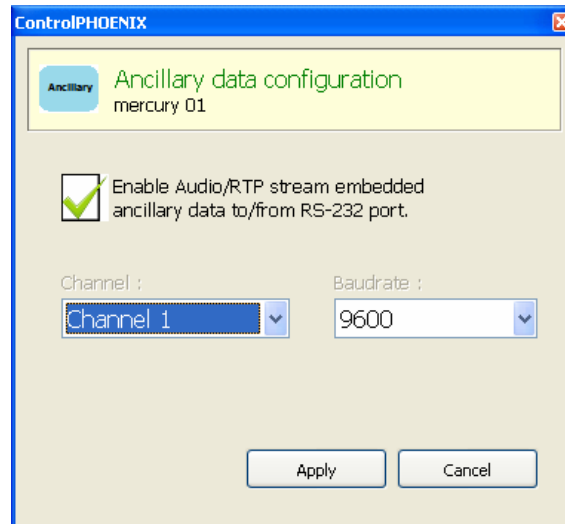 ControlPHOENIX
Ancillary
Ancillary data configuration
mercury 01
Enable Audio/RTP stream embedded
ancillary data to/from RS-232 port.
Channel :
Baudrate :
Channel 1
9600
Apply
Cancel